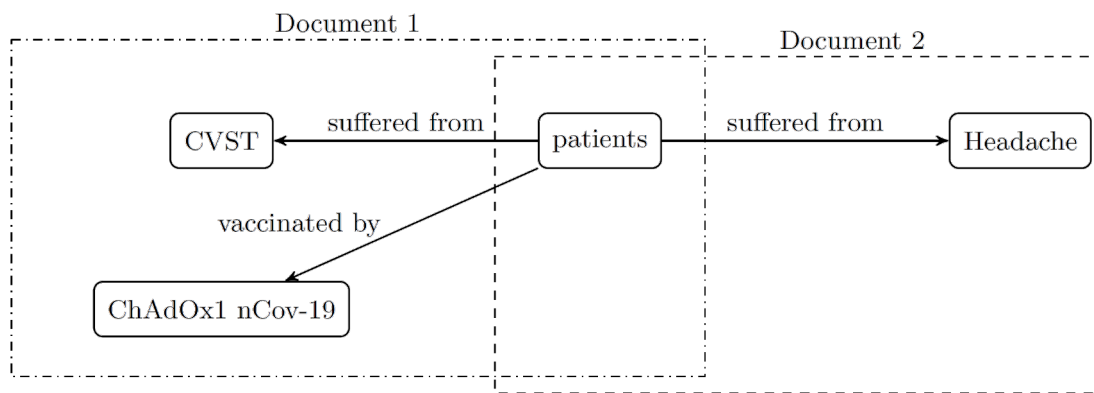 Document 1
Document 2
suffered from
suffered from
CVST
patients
Headache
vaccinated by
ChAdOx1 nCov-19